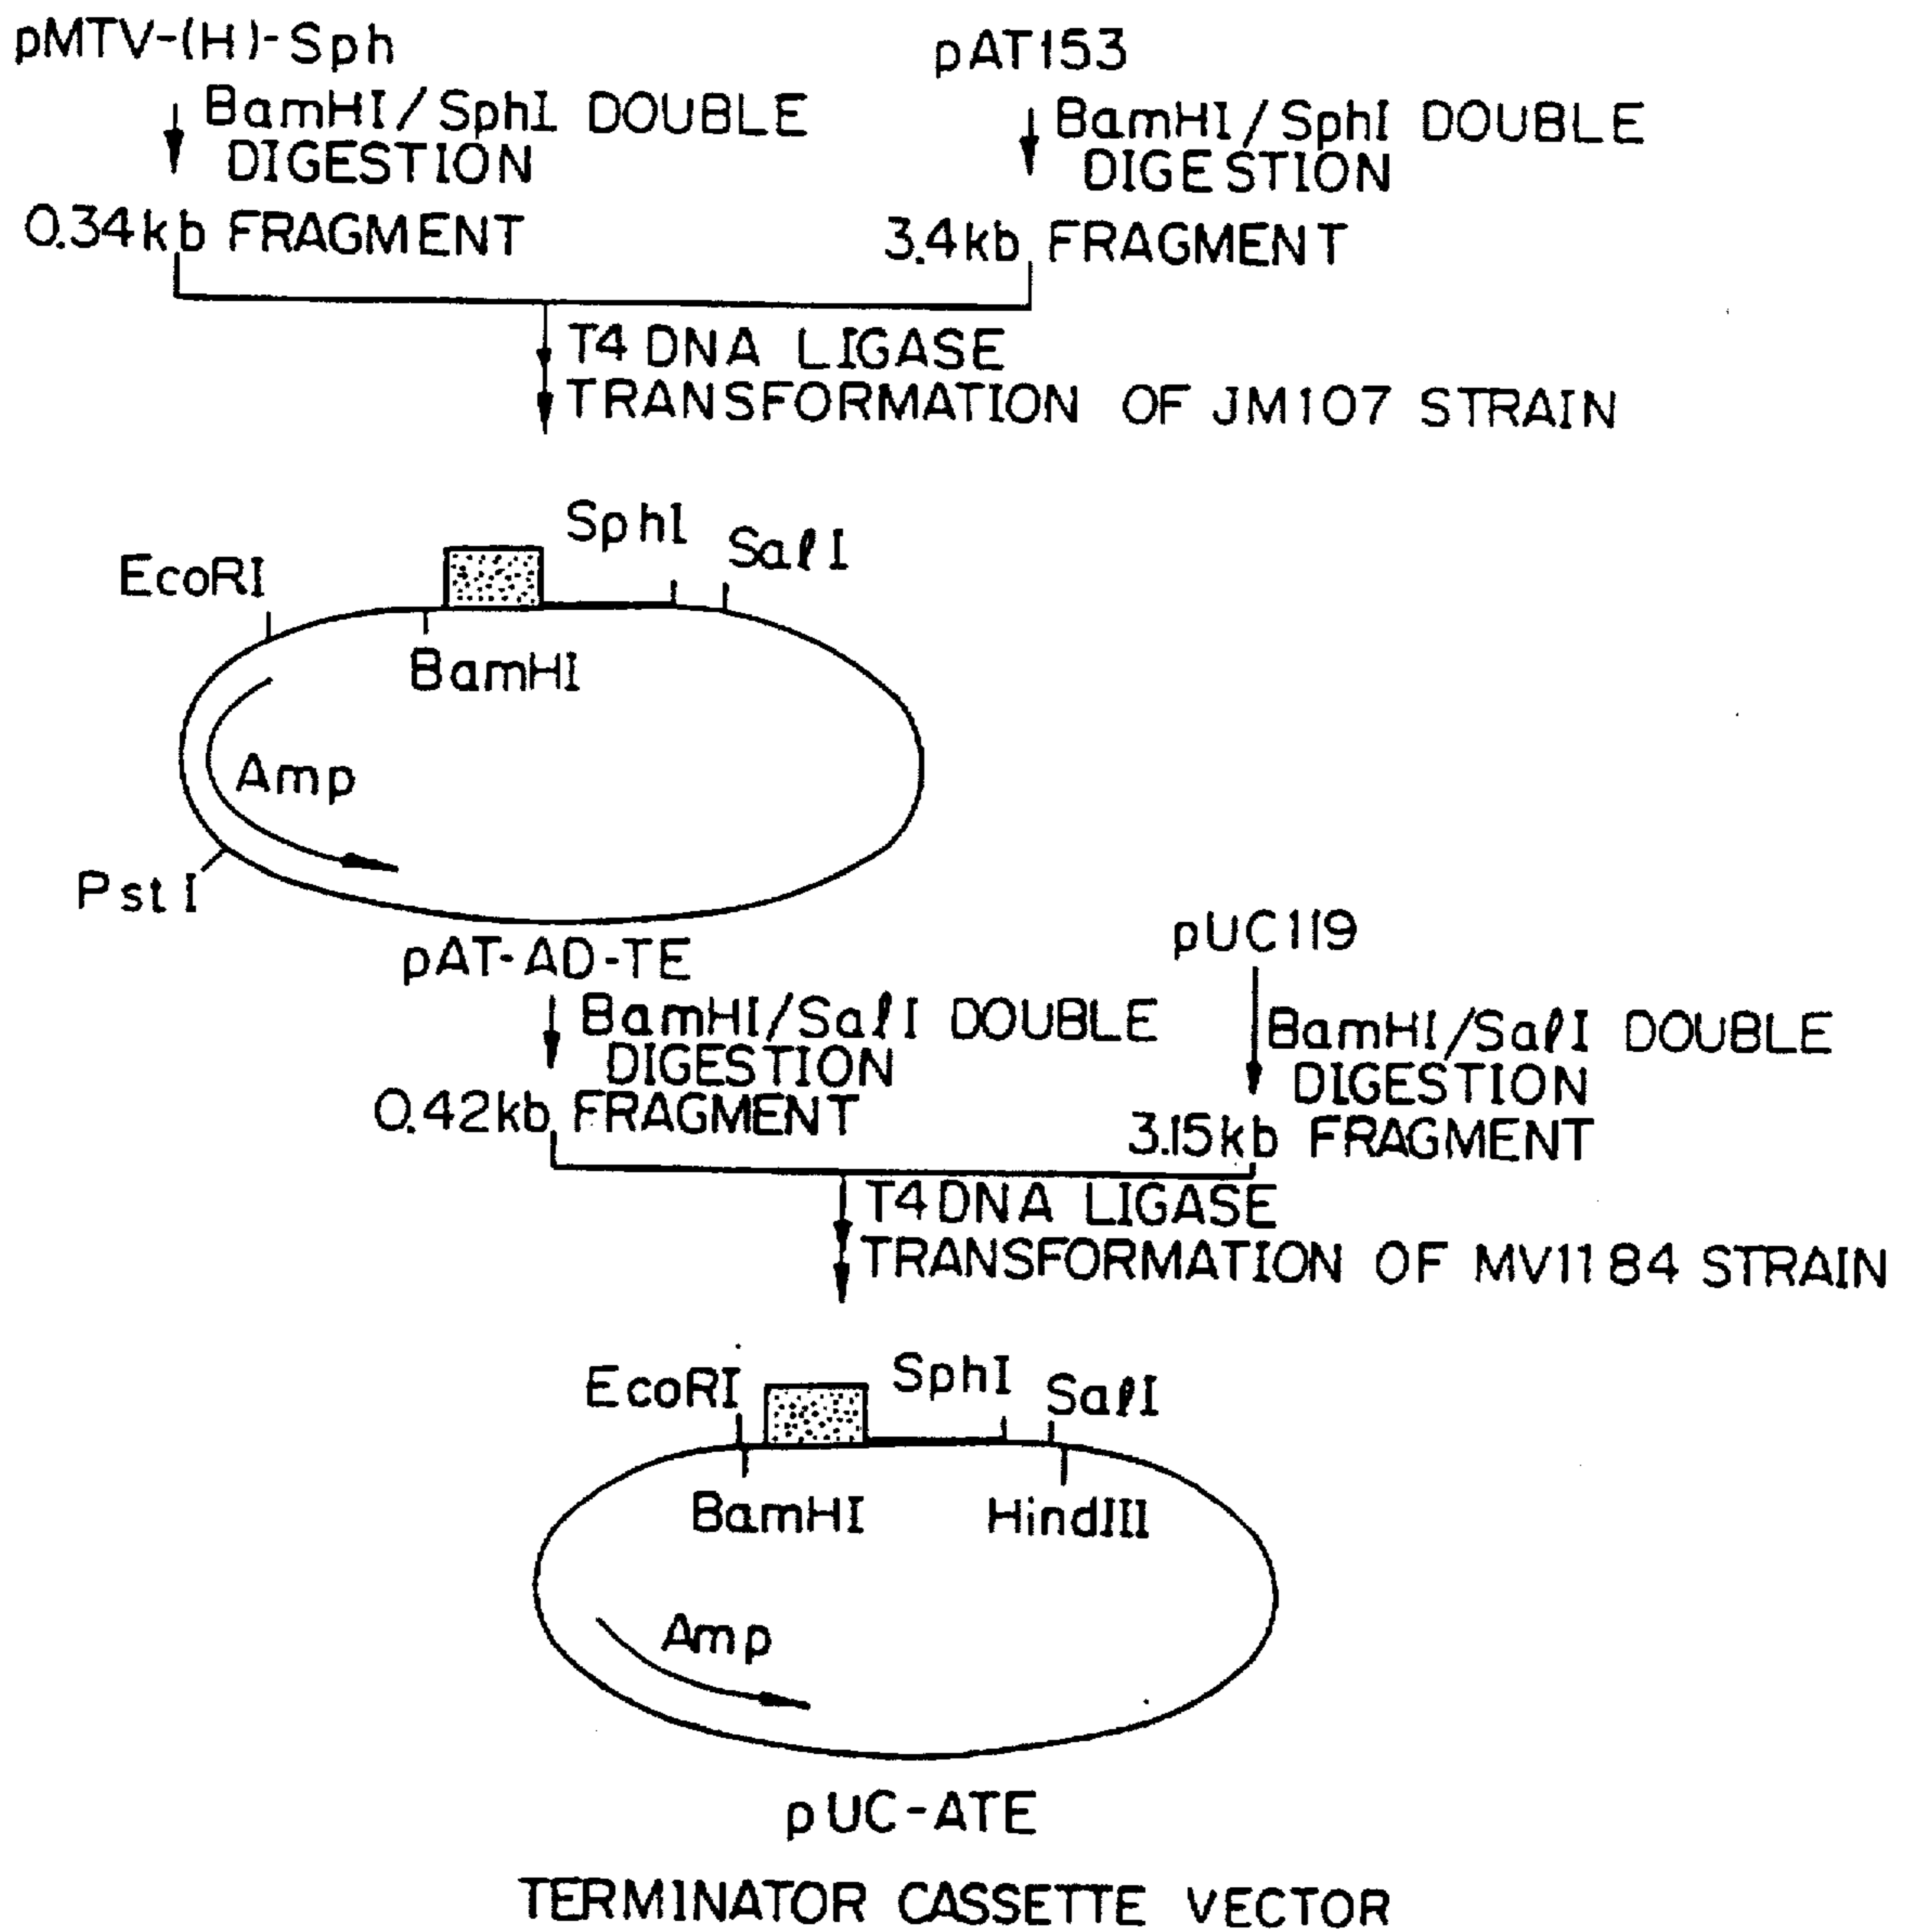 pMTV-(H)-Sph
pAT153
BamHI/SphI DOUBLE
DIGESTION
BamHI/SphI DOUBLE
DIGESTION
0.34kb FRAGMENT
3.4kb FRAGMENT
T4 DNA LIGASE
TRANSFORMATION OF JM107 STRAIN
SphI
SalI
EcoRI
BamHI
Amp
PstI
pAT-AD-TE
pUC119
BamHI/SalI DOUBLE
DIGESTION
BamHI/SalI DOUBLE
DIGESTION
0.42kb FRAGMENT
3.15kb FRAGMENT
T4 DNA LIGASE
TRANSFORMATION OF MV1184 STRAIN
EcoRI
SphI
SalI
BamHI
HindIII
Amp
pUC-ATE
TERMINATOR CASSETTE VECTOR